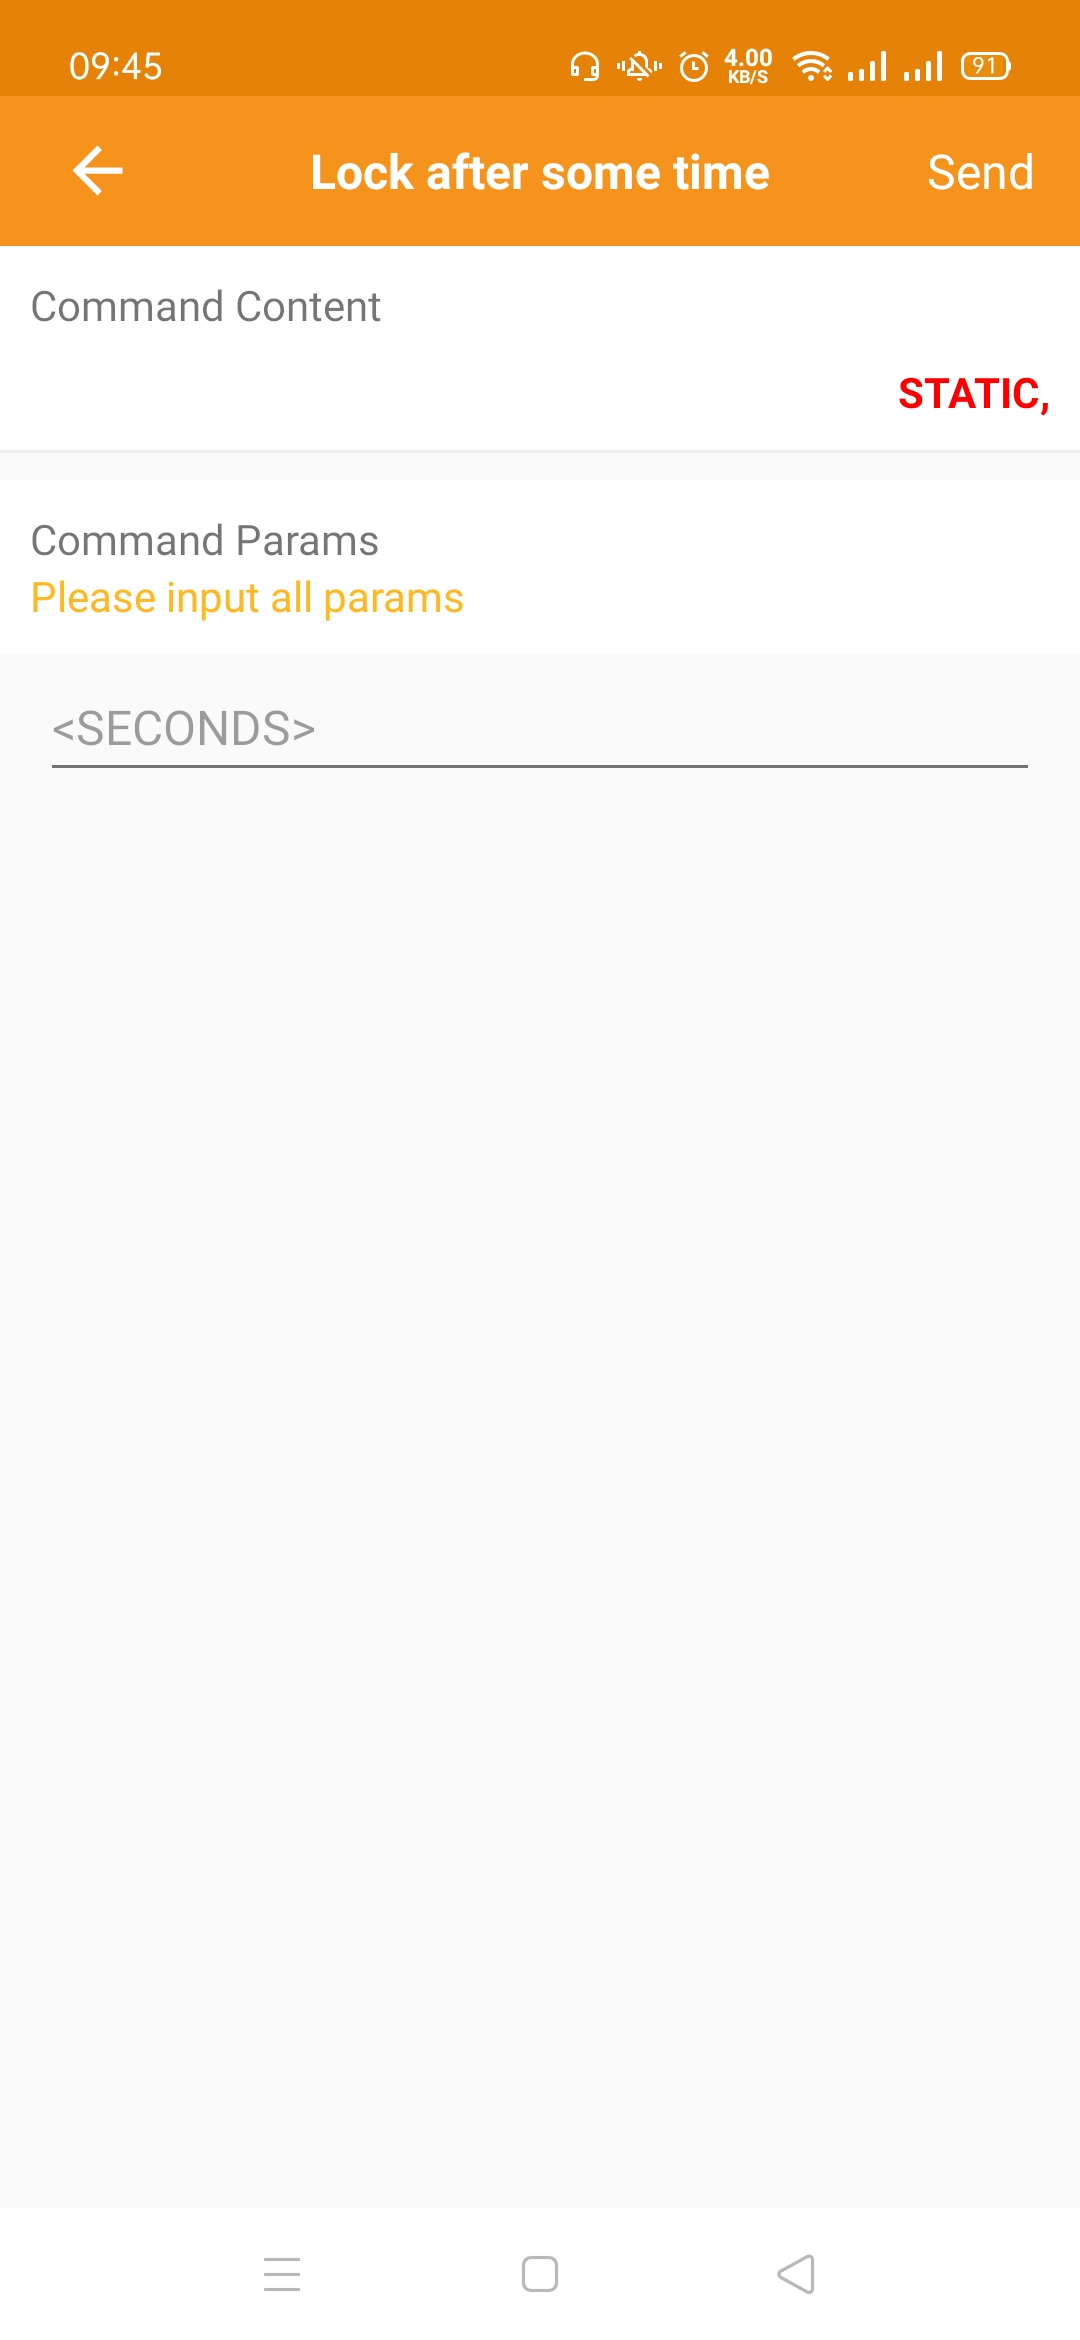 09:45
4.00
KB/S
91
Lock after some time
Send
Command Content
STATIC,
Command Params
Please input all params
<SECONDS>